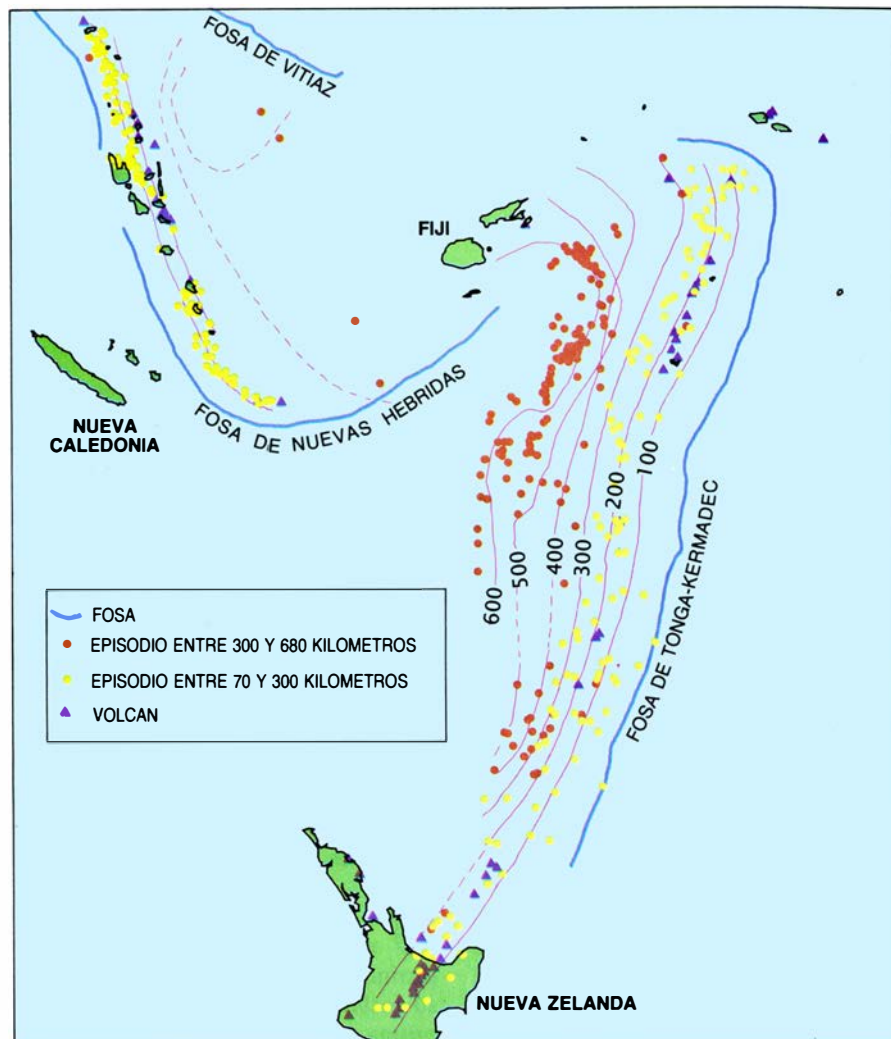 FOSA DE VITIAZ
FIJI
NUEVA
CALEDONIA
FOSA DE NUEVAS HEBRIDAS
100
200
300
400
500
600
FOSA DE TONGA-KERMADEC
FOSA
EPISODIO ENTRE 300 Y 680 KILOMETROS
EPISODIO ENTRE 70 Y 300 KILOMETROS
VOLCAN
NUEVA ZELANDA